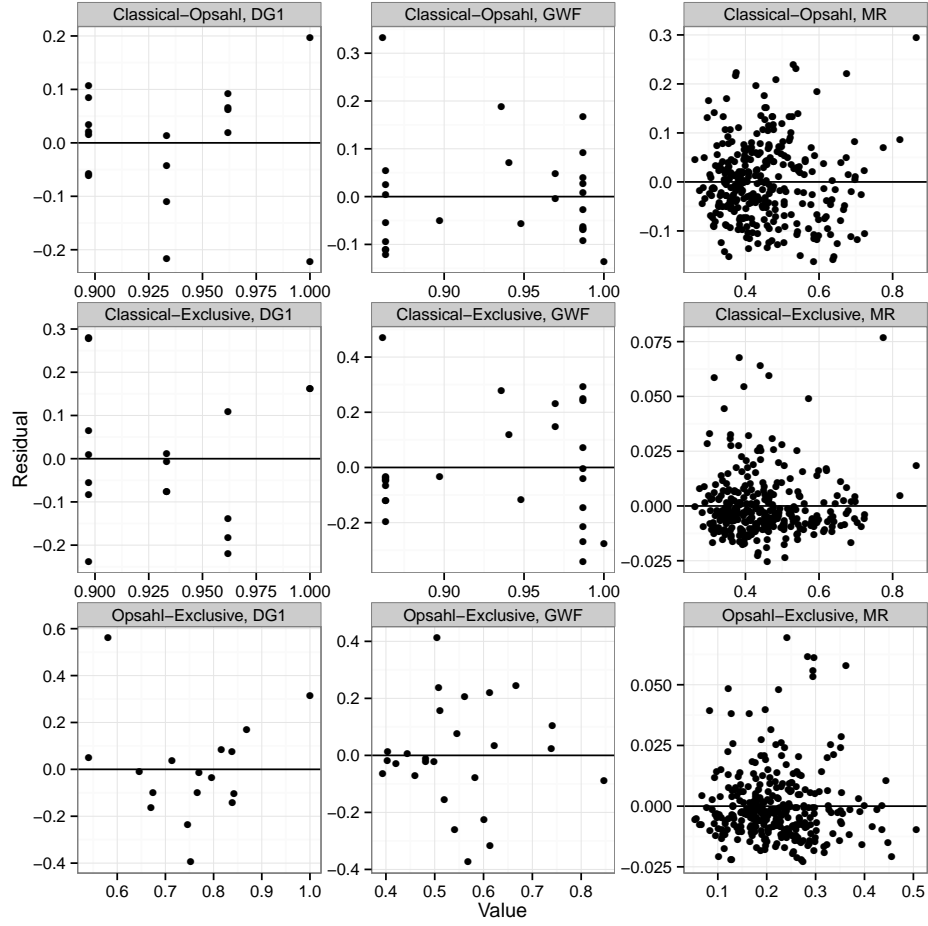 Classical−Opsahl, DG1
Classical−Opsahl, GWF
Classical−Opsahl, MR
0.2
0.1
0.0
−0.1
−0.2
0.900 0.925 0.950 0.975 1.000
0.3
0.2
0.1
0.0
−0.1
0.90 0.95 1.00
0.3
0.2
0.1
0.0
−0.1
0.4 0.6 0.8
Classical−Exclusive, DG1
Classical−Exclusive, GWF
Classical−Exclusive, MR
0.3
0.2
0.1
0.0
−0.1
−0.2
0.900 0.925 0.950 0.975 1.000
0.4
0.2
0.0
−0.2
0.90 0.95 1.00
0.075
0.050
0.025
0.000
−0.025
0.4 0.6 0.8
Residual
Opsahl−Exclusive, DG1
Opsahl−Exclusive, GWF
Opsahl−Exclusive, MR
0.6
0.4
0.2
0.0
−0.2
−0.4
0.6 0.7 0.8 0.9 1.0
0.4
0.2
0.0
−0.2
−0.4
0.4 0.5 0.6 0.7 0.8
0.050
0.025
0.000
−0.025
0.1 0.2 0.3 0.4 0.5
Value